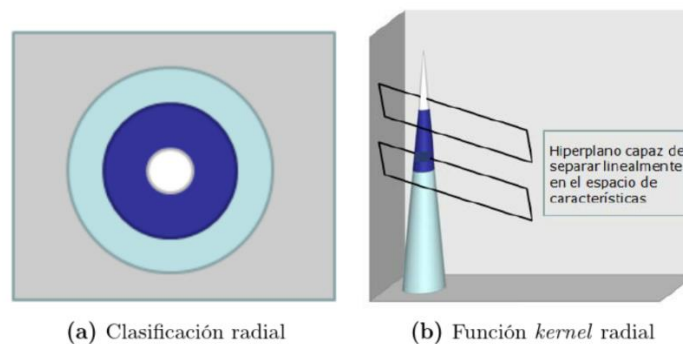 Hiperplano capaz de
separar linealmente
en el espacio de
características
(a) Clasificación radial
(b) Función kernel radial